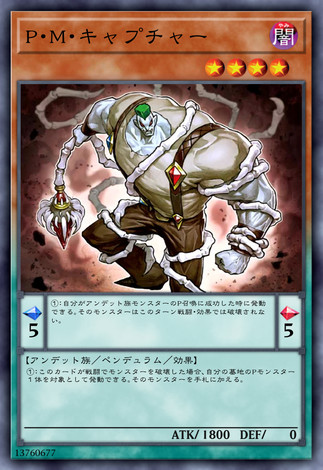 P・M・キャプチャー
やみ
闇
①:自分がアンデット族モンスターのP召喚に成功した時に発動
できる。そのモンスターはこのターン戦闘・効果では破壊されな
い。
5
5
【アンデット族／ペンデュラム／効果】
①:このカードが戦闘でモンスターを破壊した場合、自分の墓地のPモンスター
１体を対象として発動できる。そのモンスターを手札に加える。
ATK/ 1800 DEF/ 0
13760677